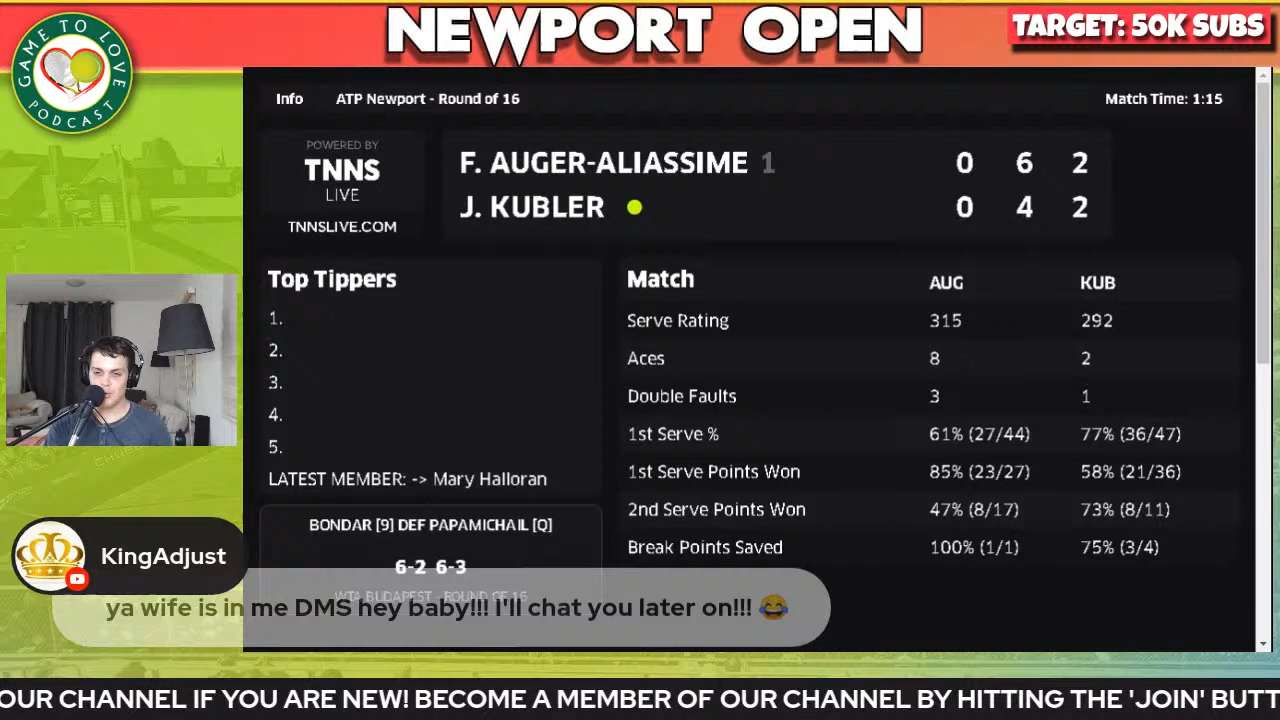 GAME TO LOVE
PODCAST
NEWPORT OPEN
TARGET: 50K SUBS
Info ATP Newport - Round of 16 Match Time: 1:15
POWERED BY
TNNS
LIVE
TNNSLIVE.COM
F. AUGER-ALIASSIME 1 0 6 2
J. KUBLER 0 4 2
Top Tippers
1.
2.
3.
4.
5.
LATEST MEMBER: -> Mary Halloran
BONDAR [9] DEF PAPAMICHAIL [Q]
6-2 6-3
WTA BUDAPEST - ROUND OF 16
Match AUG KUB
Serve Rating 315 292
Aces 8 2
Double Faults 3 1
1st Serve % 61% (27/44) 77% (36/47)
1st Serve Points Won 85% (23/27) 58% (21/36)
2nd Serve Points Won 47% (8/17) 73% (8/11)
Break Points Saved 100% (1/1) 75% (3/4)
KingAdjust
ya wife is in me DMS hey baby!!! I'll chat you later on!!! 😂
OUR CHANNEL IF YOU ARE NEW! BECOME A MEMBER OF OUR CHANNEL BY HITTING THE 'JOIN' BUTT